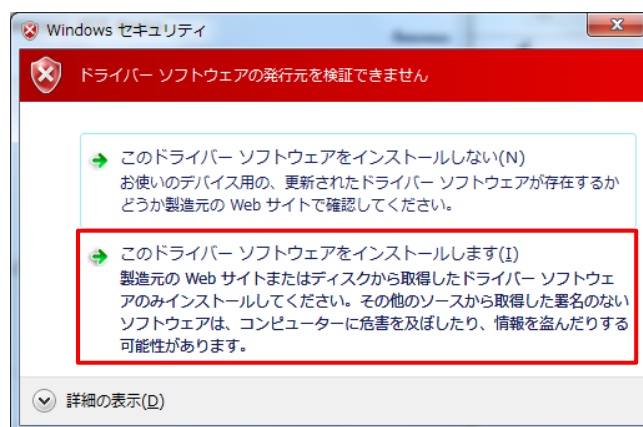 Windows セキュリティ
ドライバー ソフトウェアの発行元を検証できません
このドライバー ソフトウェアをインストールしない(N)
お使いのデバイス用の、更新されたドライバー ソフトウェアが存在するか
どうか製造元の Web サイトで確認してください。
このドライバー ソフトウェアをインストールします(I)
製造元の Web サイトまたはディスクから取得したドライバー ソフトウェ
アのみインストールしてください。その他のソースから取得した署名のない
ソフトウェアは、コンピューターに危害を及ぼしたり、情報を盗んだりする
可能性があります。
詳細の表示(D)